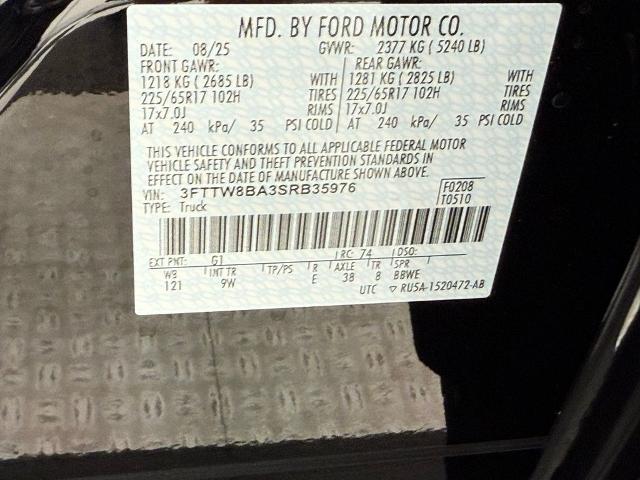 MFD. BY FORD MOTOR CO.
DATE: 08/25 GVWR: 2377 KG ( 5240 LB)
FRONT GAWR: REAR GAWR:
1218 KG ( 2685 LB) WITH 1281 KG ( 2825 LB) WITH
225/65R17 102H TIRES 225/65R17 102H TIRES
17x7.0J RIMS 17x7.0J RIMS
AT 240 kPa/ 35 PSI COLD AT 240 kPa/ 35 PSI COLD
THIS VEHICLE CONFORMS TO ALL APPLICABLE FEDERAL MOTOR
VEHICLE SAFETY AND THEFT PREVENTION STANDARDS IN
EFFECT ON THE DATE OF MANUFACTURE SHOWN ABOVE.
VIN: 3FTTW8BA3SRB35976 F0208
TYPE: Truck T0510
EXT PNT: G1 RC: 74 DSO:
WB INT TR TP/PS R AXLE TR SPR
121 9W E 38 8 BBWE
UTC ▽ RU5A-1520472-AB